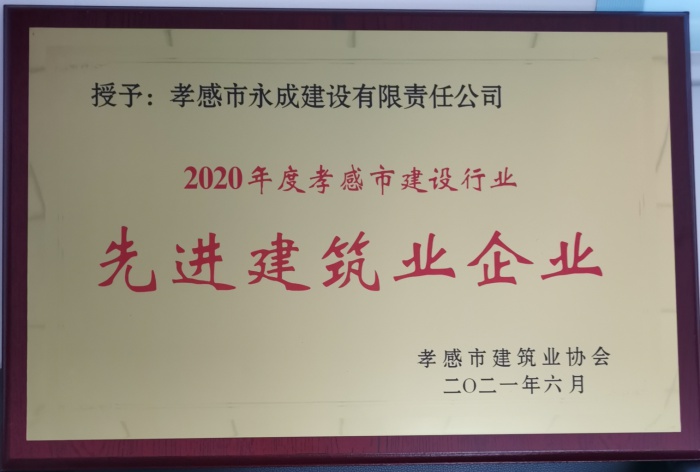 授予：孝感市永成建设有限责任公司
2020年度孝感市建设行业
先进建筑业企业
孝感市建筑业协会
二〇二一年六月